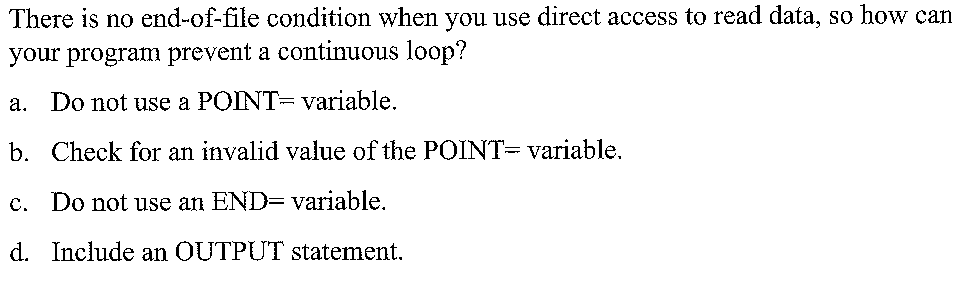 There is no end-of-file condition when you use direct access to read data, so how can
your program prevent a continuous loop?
a. Do not use a POINT= variable.
b. Check for an invalid value of the POINT= variable.
c. Do not use an END= variable.
d. Include an OUTPUT statement.